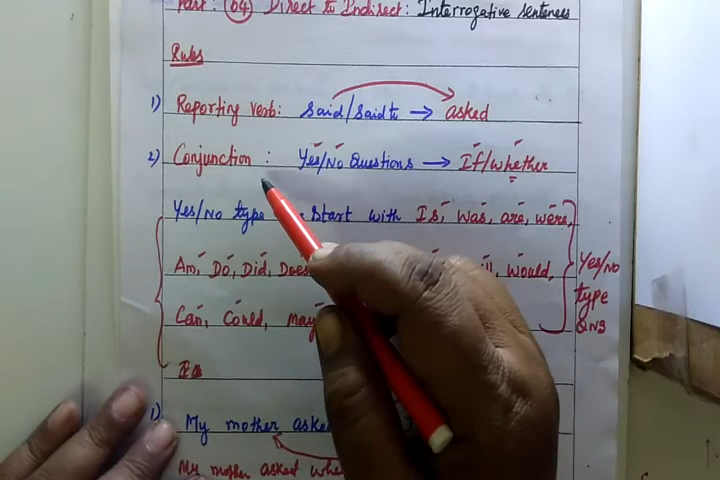 Part: 04 Direct to Indirect: Interrogative sentences
Rules
1) Reporting verb: said/said to → asked
2) Conjunction : Yes/No Questions → If/whether
Yes/No type start with Is, was, are, were,
Am, Do, Did, Does would,
Can, Could, may
Yes/No
type
QNS
1) My mother asked
My mother asked